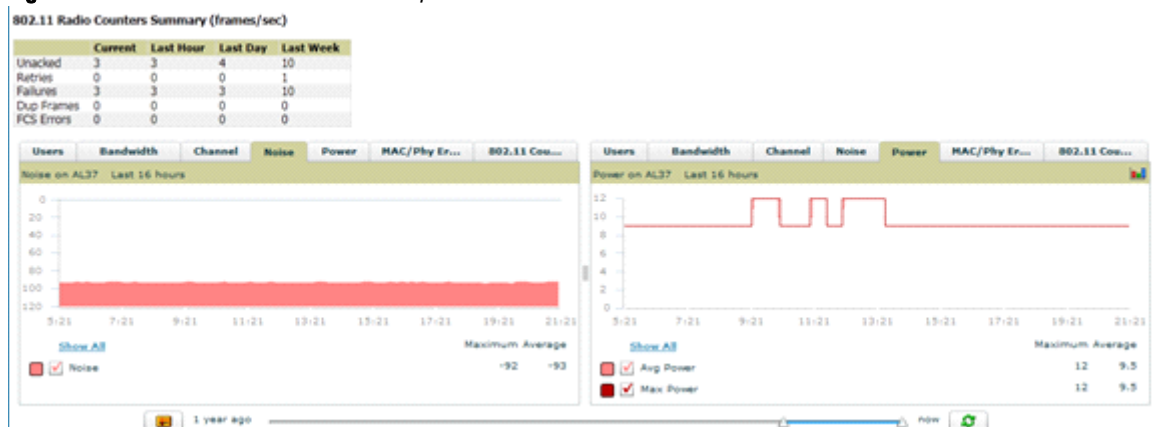 802.11 Radio Counters Summary (frames/sec)
Current Last Hour Last Day Last Week
Unacked 3 3 4 10
Retries 0 0 0 1
Failures 3 3 3 10
Dup Frames 0 0 0 0
FCS Errors 0 0 0 0
Users Bandwidth Channel Noise Power MAC/Phy Er... 802.11 Cou...
Noise on AL37 Last 16 hours
0
20
40
60
80
100
120
5:21 7:21 9:21 11:21 13:21 15:21 17:21 19:21 21:21
Show All Maximum Average
Noise -92 -93
Users Bandwidth Channel Noise Power MAC/Phy Er... 802.11 Cou...
Power on AL37 Last 16 hours
12
10
8
6
4
2
0
5:21 7:21 9:21 11:21 13:21 15:21 17:21 19:21 21:21
Show All Maximum Average
Avg Power 12 9.5
Max Power 12 9.5
1 year ago now